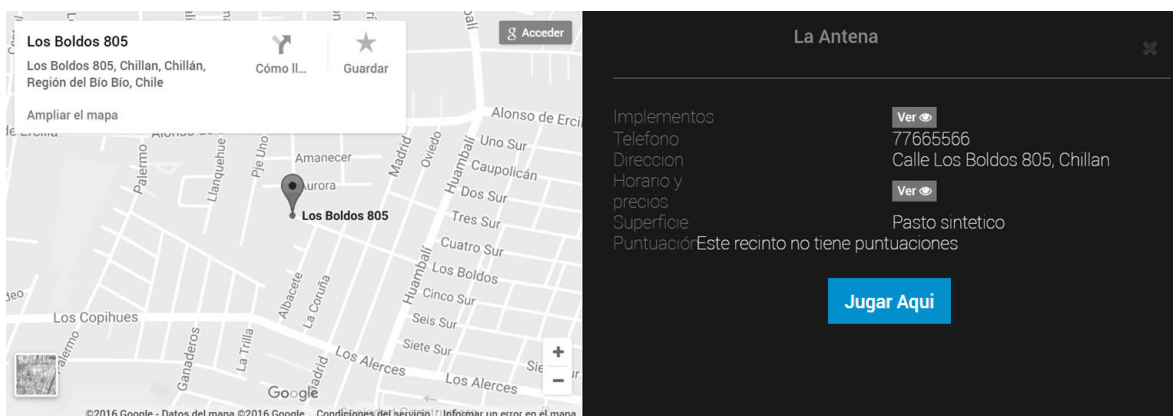 Los Boldos 805
Los Boldos 805, Chillan, Chillán,
Región del Bío Bío, Chile
Ampliar el mapa
Cómo ll...
Guardar
Acceder
Huambalí
Alonso de Erci
Uno Sur
Caupolicán
Dos Sur
Tres Sur
Cuatro Sur
Los Boldos
Cinco Sur
Seis Sur
Siete Sur
Los Alerces
Los Alerces
Palermo
Llanquehue
Pje Uno
Amanecer
Aurora
Madrid
Oviedo
Huambalí
Los Boldos 805
Albacete
La Coruña
Los Copihues
Palermo
Ganaderos
La Trilla
Madrid
Google
©2016 Google - Datos del mapa ©2016 Google
Condiciones del servicio
Informar un error en el mapa
La Antena
Implementos
Ver
Telefono
77665566
Direccion
Calle Los Boldos 805, Chillan
Horario y
precios
Ver
Superficie
Pasto sintetico
Puntuación
Este recinto no tiene puntuaciones
Jugar Aqui